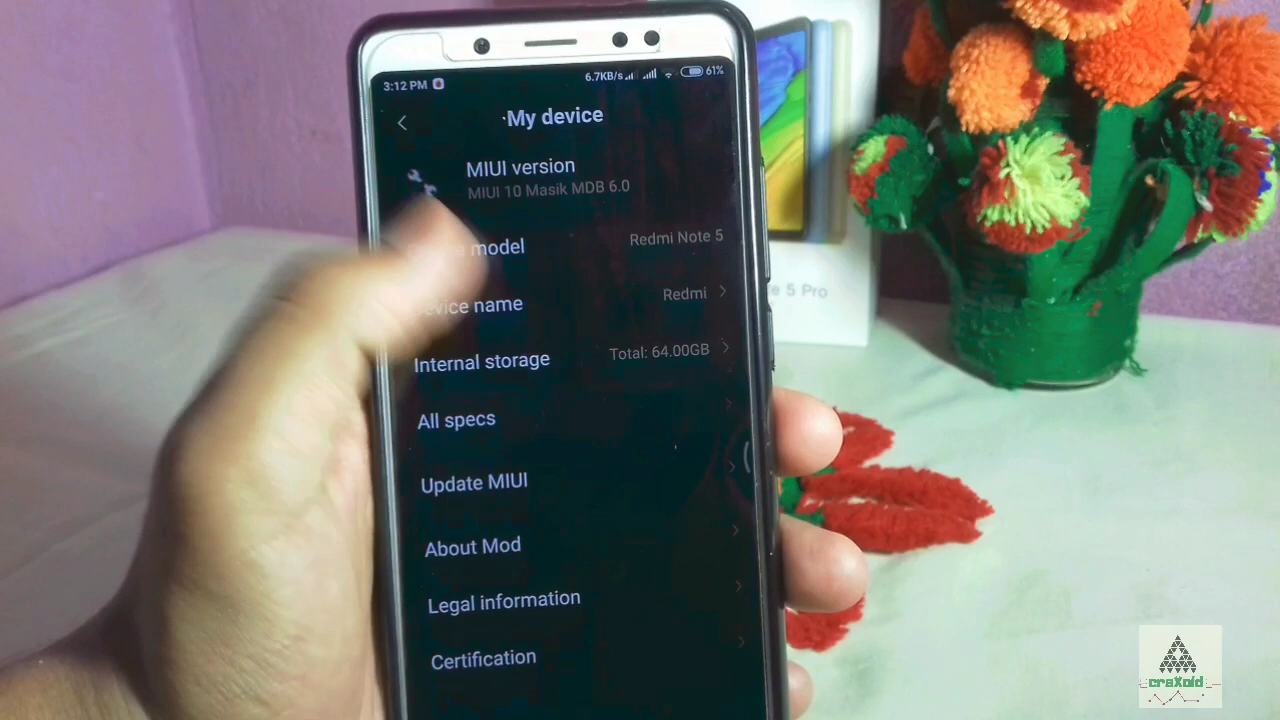 3:12 PM 6.7KB/s 61%
My device
MIUI version
MIUI 10 Masik MDB 6.0
model
Redmi Note 5
evice name
Redmi
Internal storage
Total: 64.00GB
All specs
Update MIUI
About Mod
Legal information
Certification
e 5 Pro
craXoid